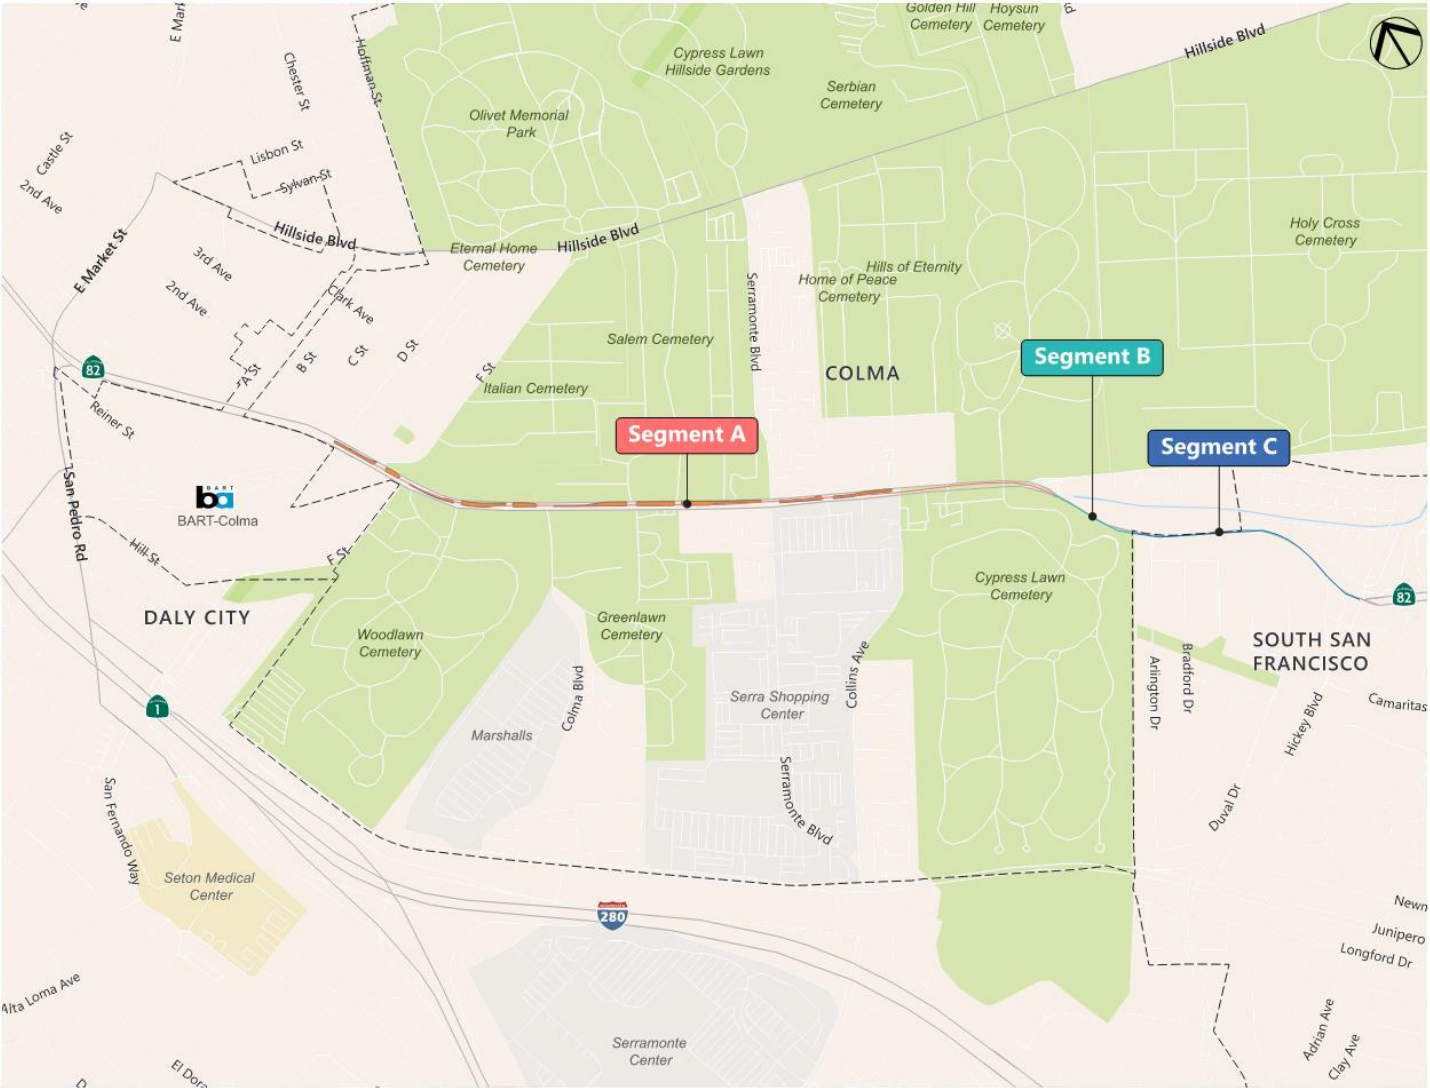 E Mar
Hoffman St
Chester St
Golden Hill
Cemetery
Hoysun
Cemetery
Hillside Blvd
Cypress Lawn
Hillside Gardens
Serbian
Cemetery
Olivet Memorial
Park
Castle St
2nd Ave
Lisbon St
Sylvan St
Hillside Blvd
Hillside Blvd
Eternal Home
Cemetery
E Market St
3rd Ave
2nd Ave
Clark Ave
Holy Cross
Cemetery
Hills of Eternity
Home of Peace
Cemetery
Serramonte Blvd
Salem Cemetery
A St
B St
C St
D St
F St
Italian Cemetery
COLMA
Segment B
82
Reiner St
Segment A
Segment C
San Pedro Rd
BART
ba
BART-Colma
Hill St
F St
DALY CITY
Woodlawn
Cemetery
Greenlawn
Cemetery
Cypress Lawn
Cemetery
82
SOUTH SAN
FRANCISCO
Colma Blvd
Collins Ave
Serra Shopping
Center
Arlington Dr
Bradford Dr
Hickey Blvd
Camaritas
1
Marshalls
Serramonte Blvd
San Fernando Way
Duval Dr
Seton Medical
Center
280
Newn
Junipero
Longford Dr
Alta Loma Ave
Serramonte
Center
Adrian Ave
Clay Ave
El Dora